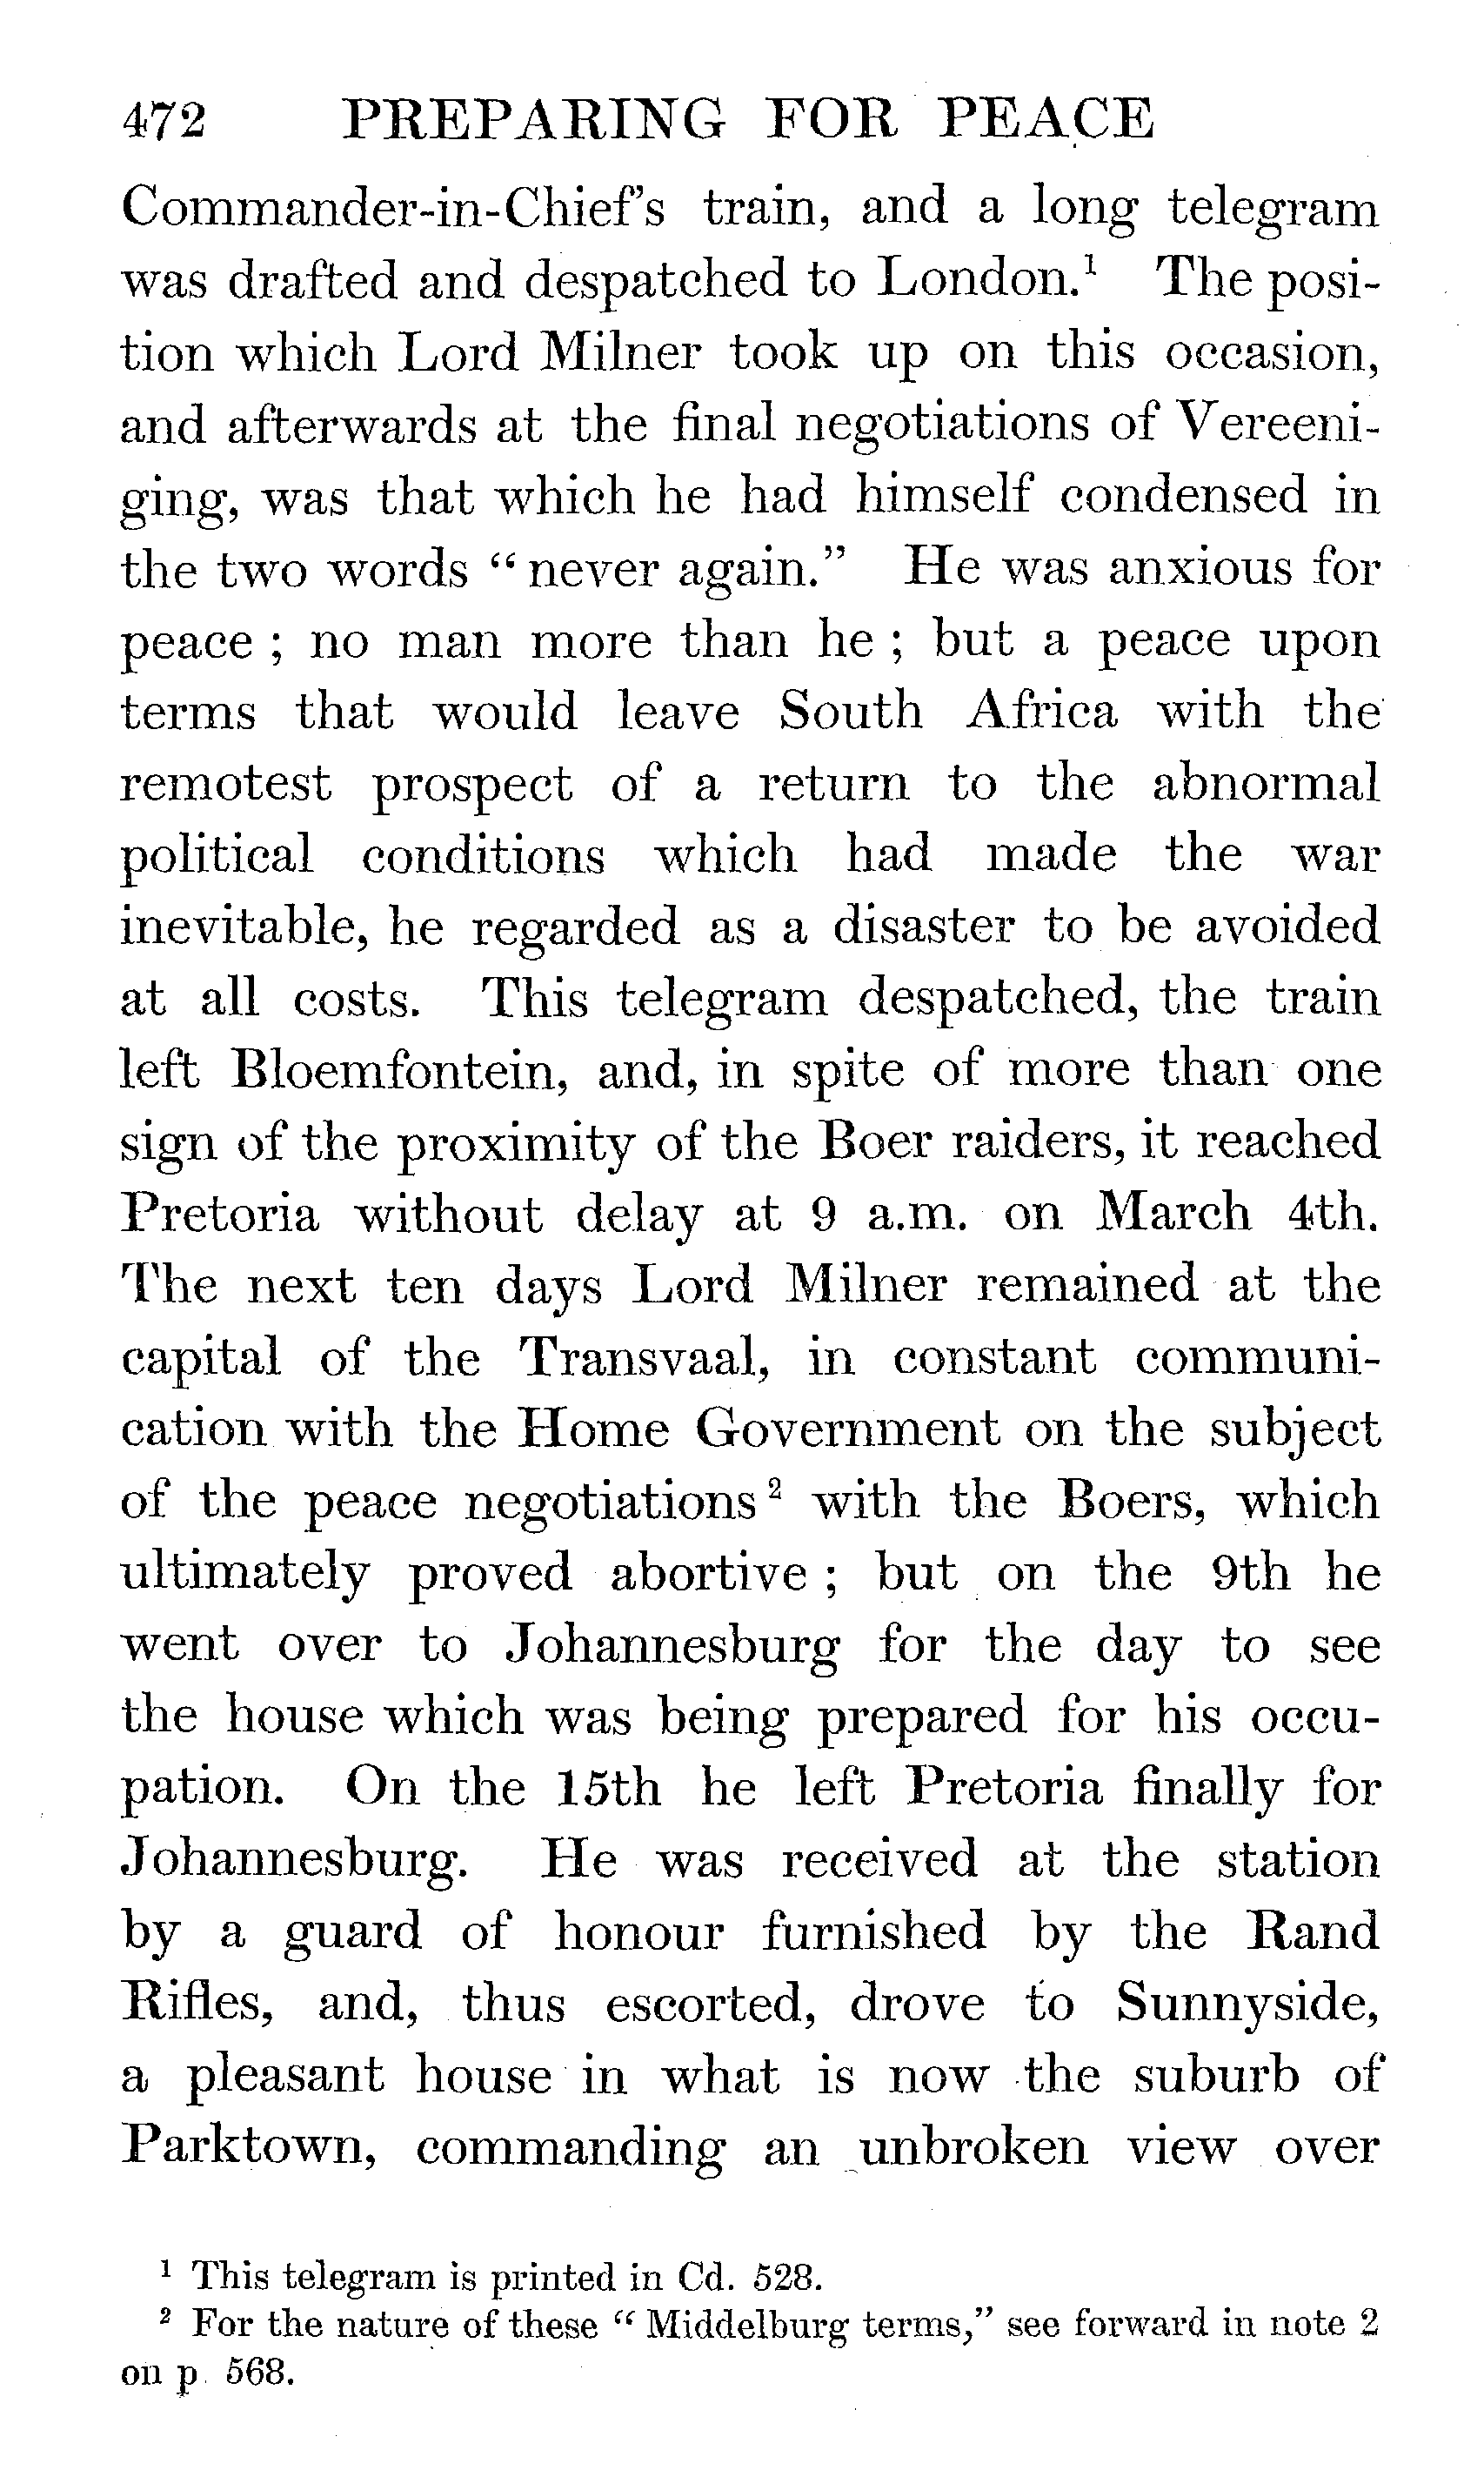 472 PREPARING FOR PEACE
Commander-in-Chief's train, and a long telegram
was drafted and despatched to London.¹ The posi-
tion which Lord Milner took up on this occasion,
and afterwards at the final negotiations of Vereeni-
ging, was that which he had himself condensed in
the two words “ never again.” He was anxious for
peace ; no man more than he ; but a peace upon
terms that would leave South Africa with the
remotest prospect of a return to the abnormal
political conditions which had made the war
inevitable, he regarded as a disaster to be avoided
at all costs. This telegram despatched, the train
left Bloemfontein, and, in spite of more than one
sign of the proximity of the Boer raiders, it reached
Pretoria without delay at 9 a.m. on March 4th.
The next ten days Lord Milner remained at the
capital of the Transvaal, in constant communi-
cation with the Home Government on the subject
of the peace negotiations ² with the Boers, which
ultimately proved abortive ; but on the 9th he
went over to Johannesburg for the day to see
the house which was being prepared for his occu-
pation. On the 15th he left Pretoria finally for
Johannesburg. He was received at the station
by a guard of honour furnished by the Rand
Rifles, and, thus escorted, drove to Sunnyside,
a pleasant house in what is now the suburb of
Parktown, commanding an unbroken view over
¹ This telegram is printed in Cd. 528.
² For the nature of these “ Middelburg terms,” see forward in note 2
on p. 568.